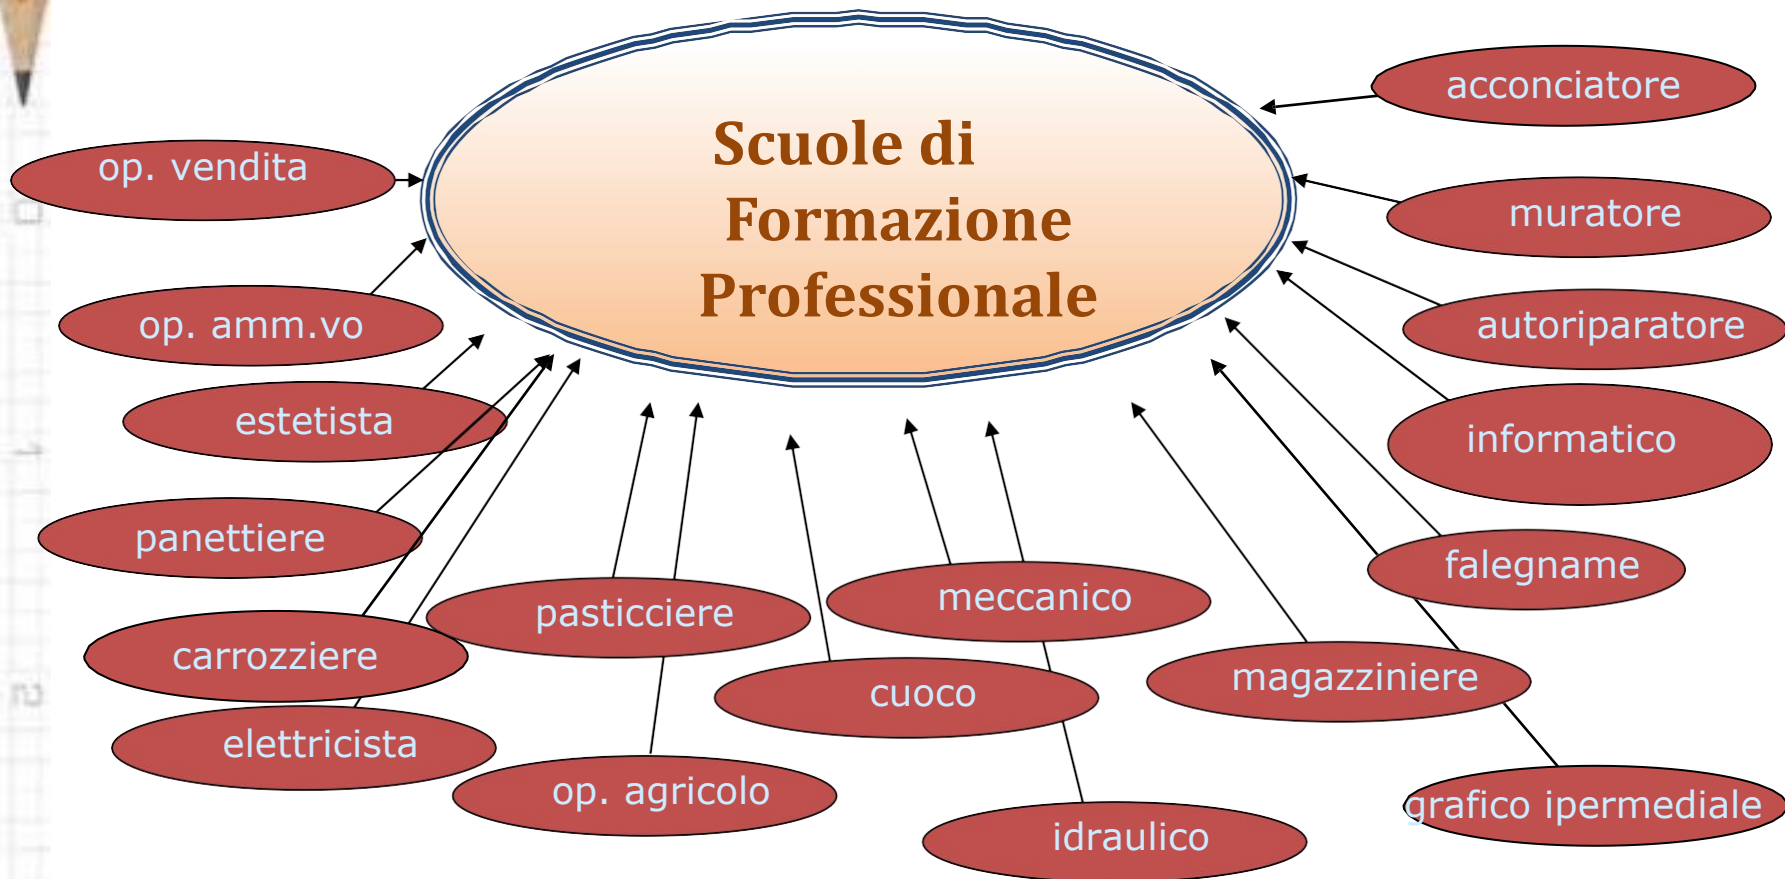 Scuole di
Formazione
Professionale
op. vendita
op. amm.vo
estetista
panettiere
carrozziere
elettricista
pasticciere
op. agricolo
cuoco
meccanico
idraulico
magazziniere
acconciatore
muratore
autoriparatore
informatico
falegname
grafico ipermediale